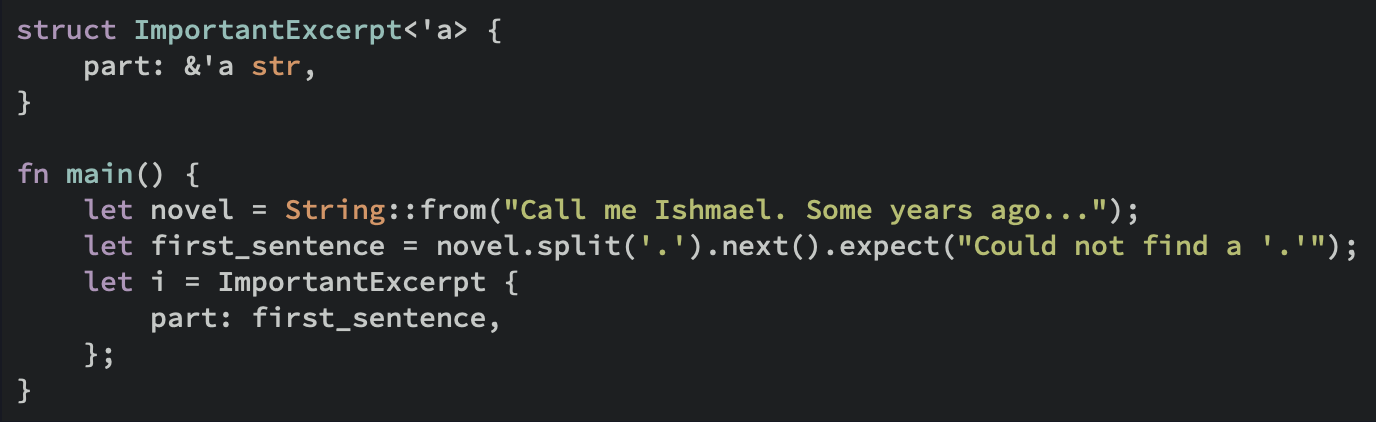 struct ImportantExcerpt<'a> {
    part: &'a str,
}

fn main() {
    let novel = String::from("Call me Ishmael. Some years ago...");
    let first_sentence = novel.split('.').next().expect("Could not find a '.'");
    let i = ImportantExcerpt {
        part: first_sentence,
    };
}